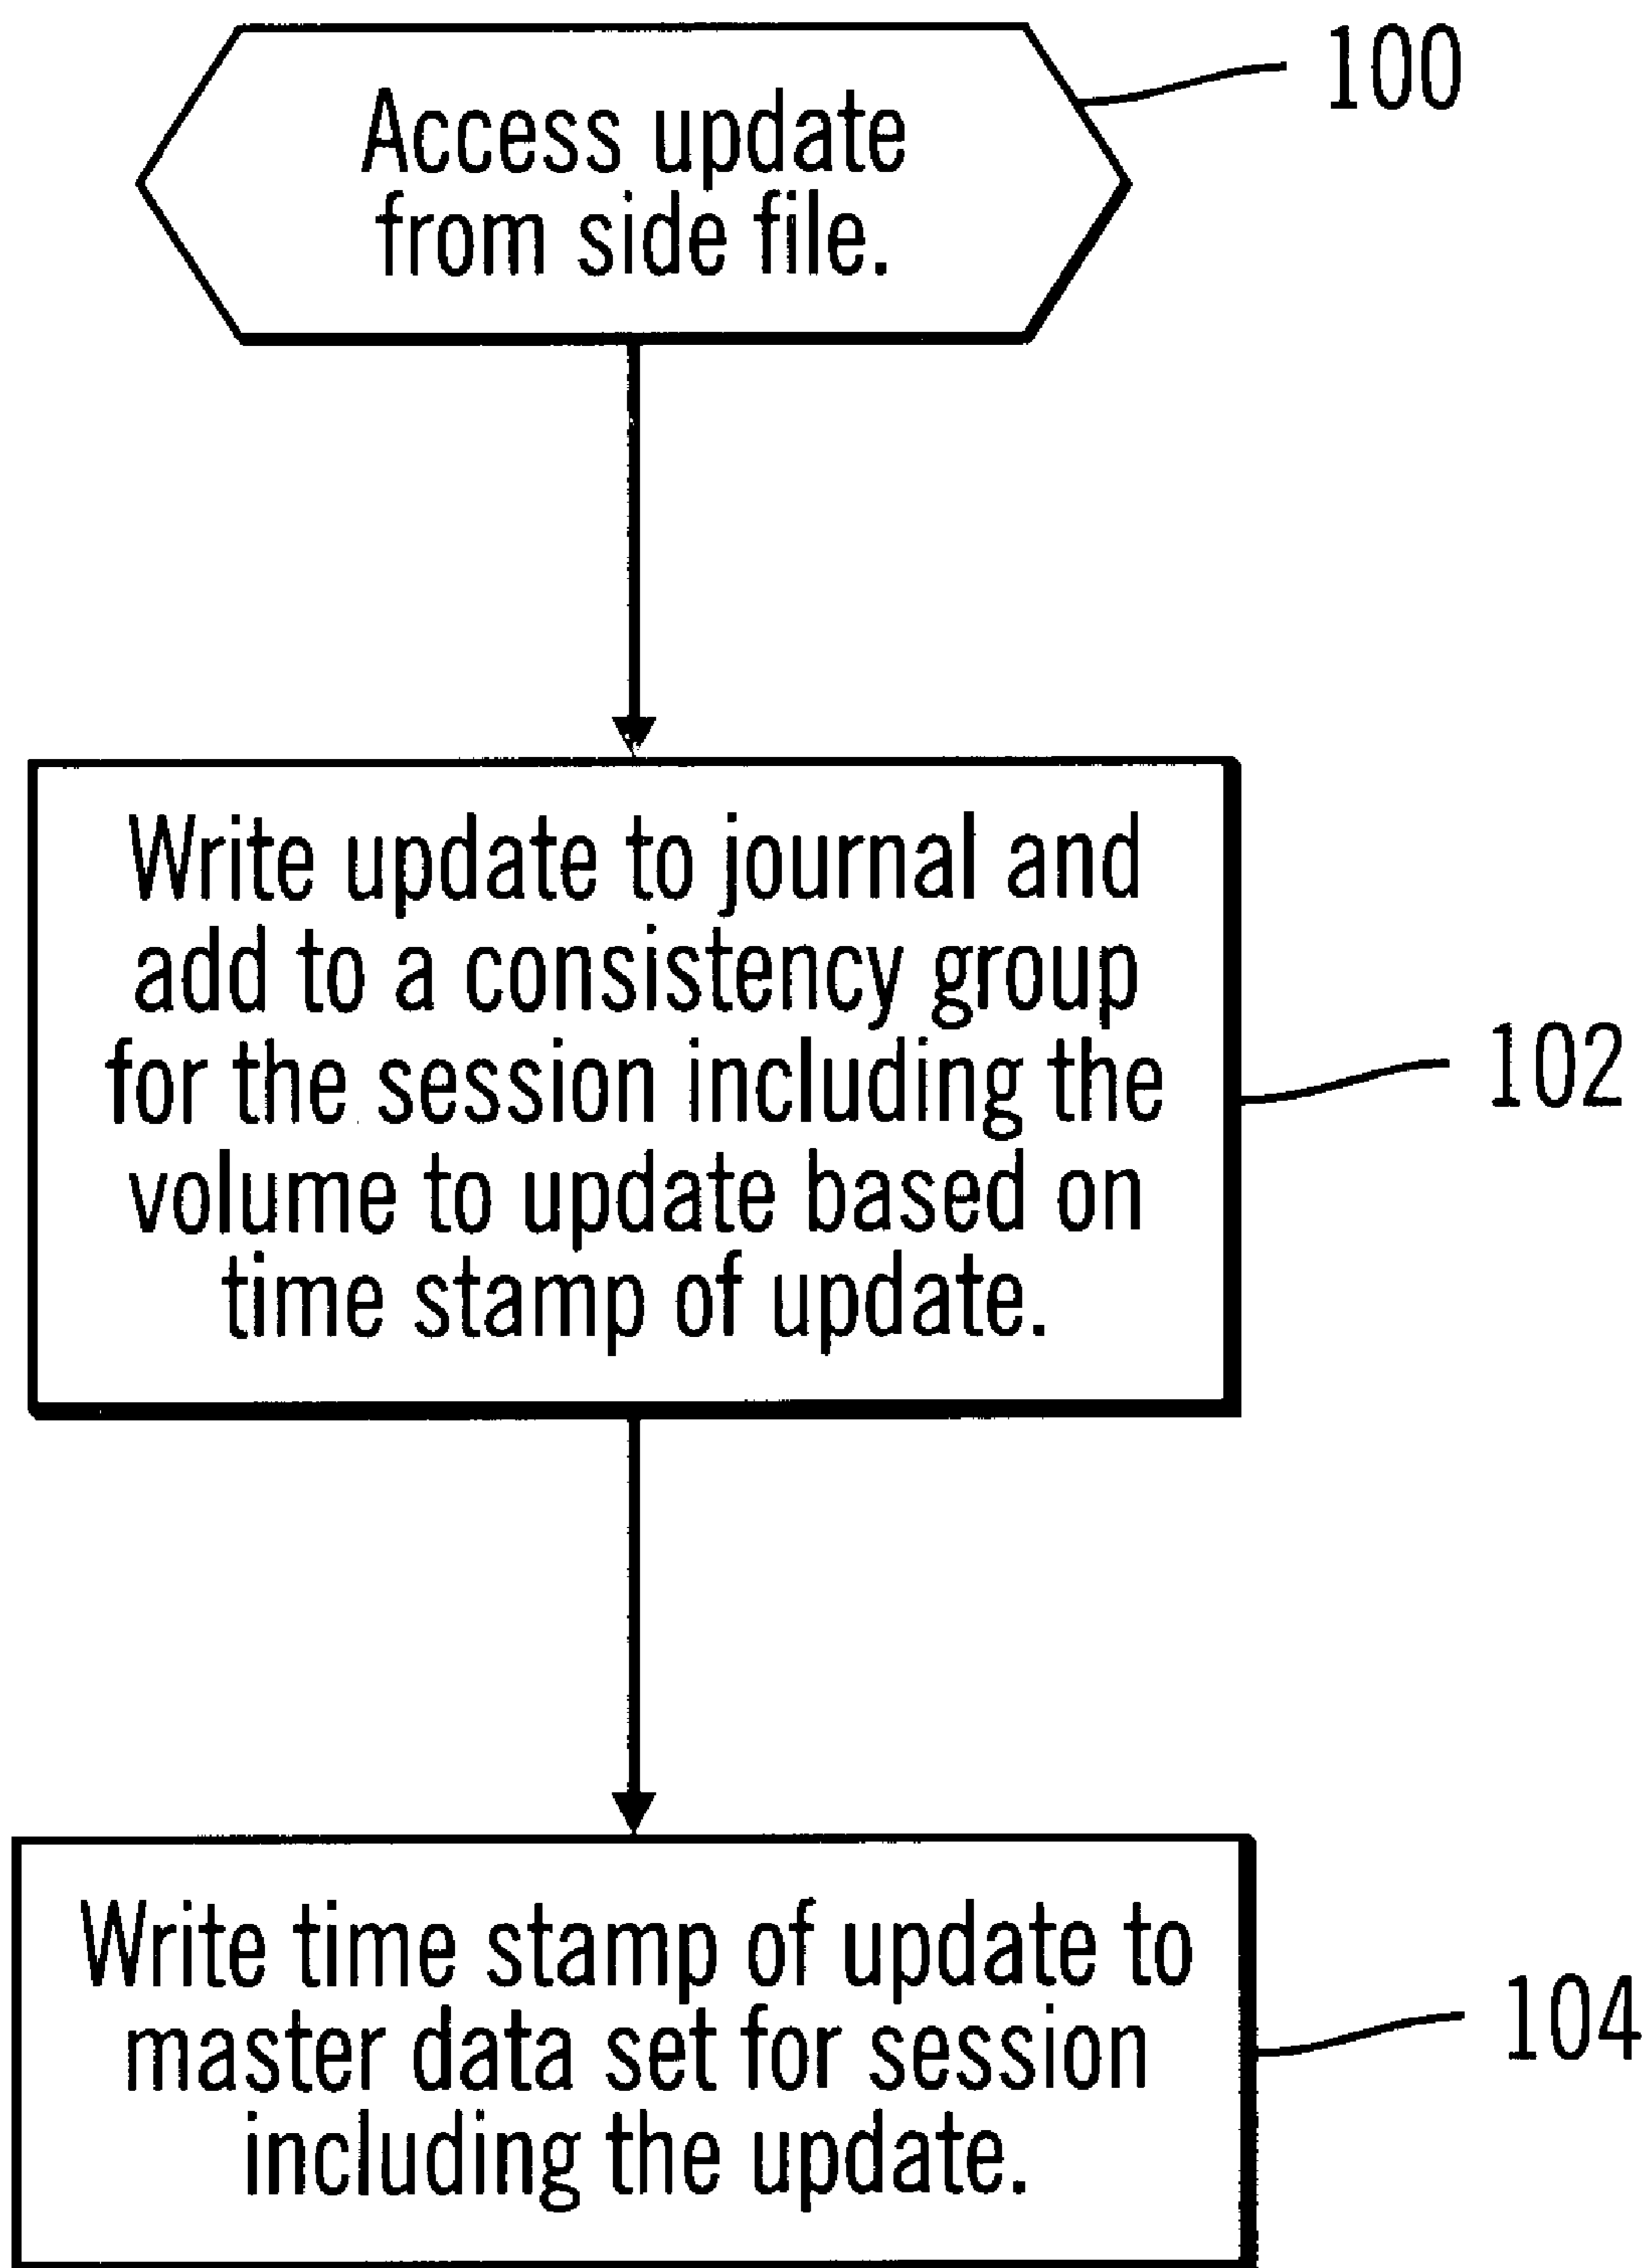 100
Access update
from side file.
Write update to journal and
add to a consistency group
for the session including the
volume to update based on
time stamp of update.
102
Write time stamp of update to
master data set for session
including the update.
104